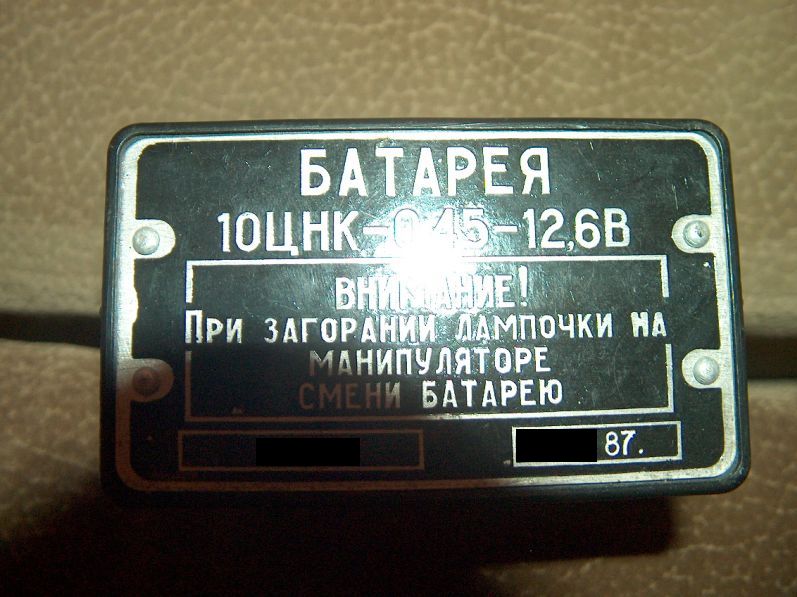 БАТАРЕЯ
10ЦНК-0,45-12,6В
ВНИМАНИЕ!
ПРИ ЗАГОРАНИИ ЛАМПОЧКИ НА
МАНИПУЛЯТОРЕ
СМЕНИ БАТАРЕЮ
87.